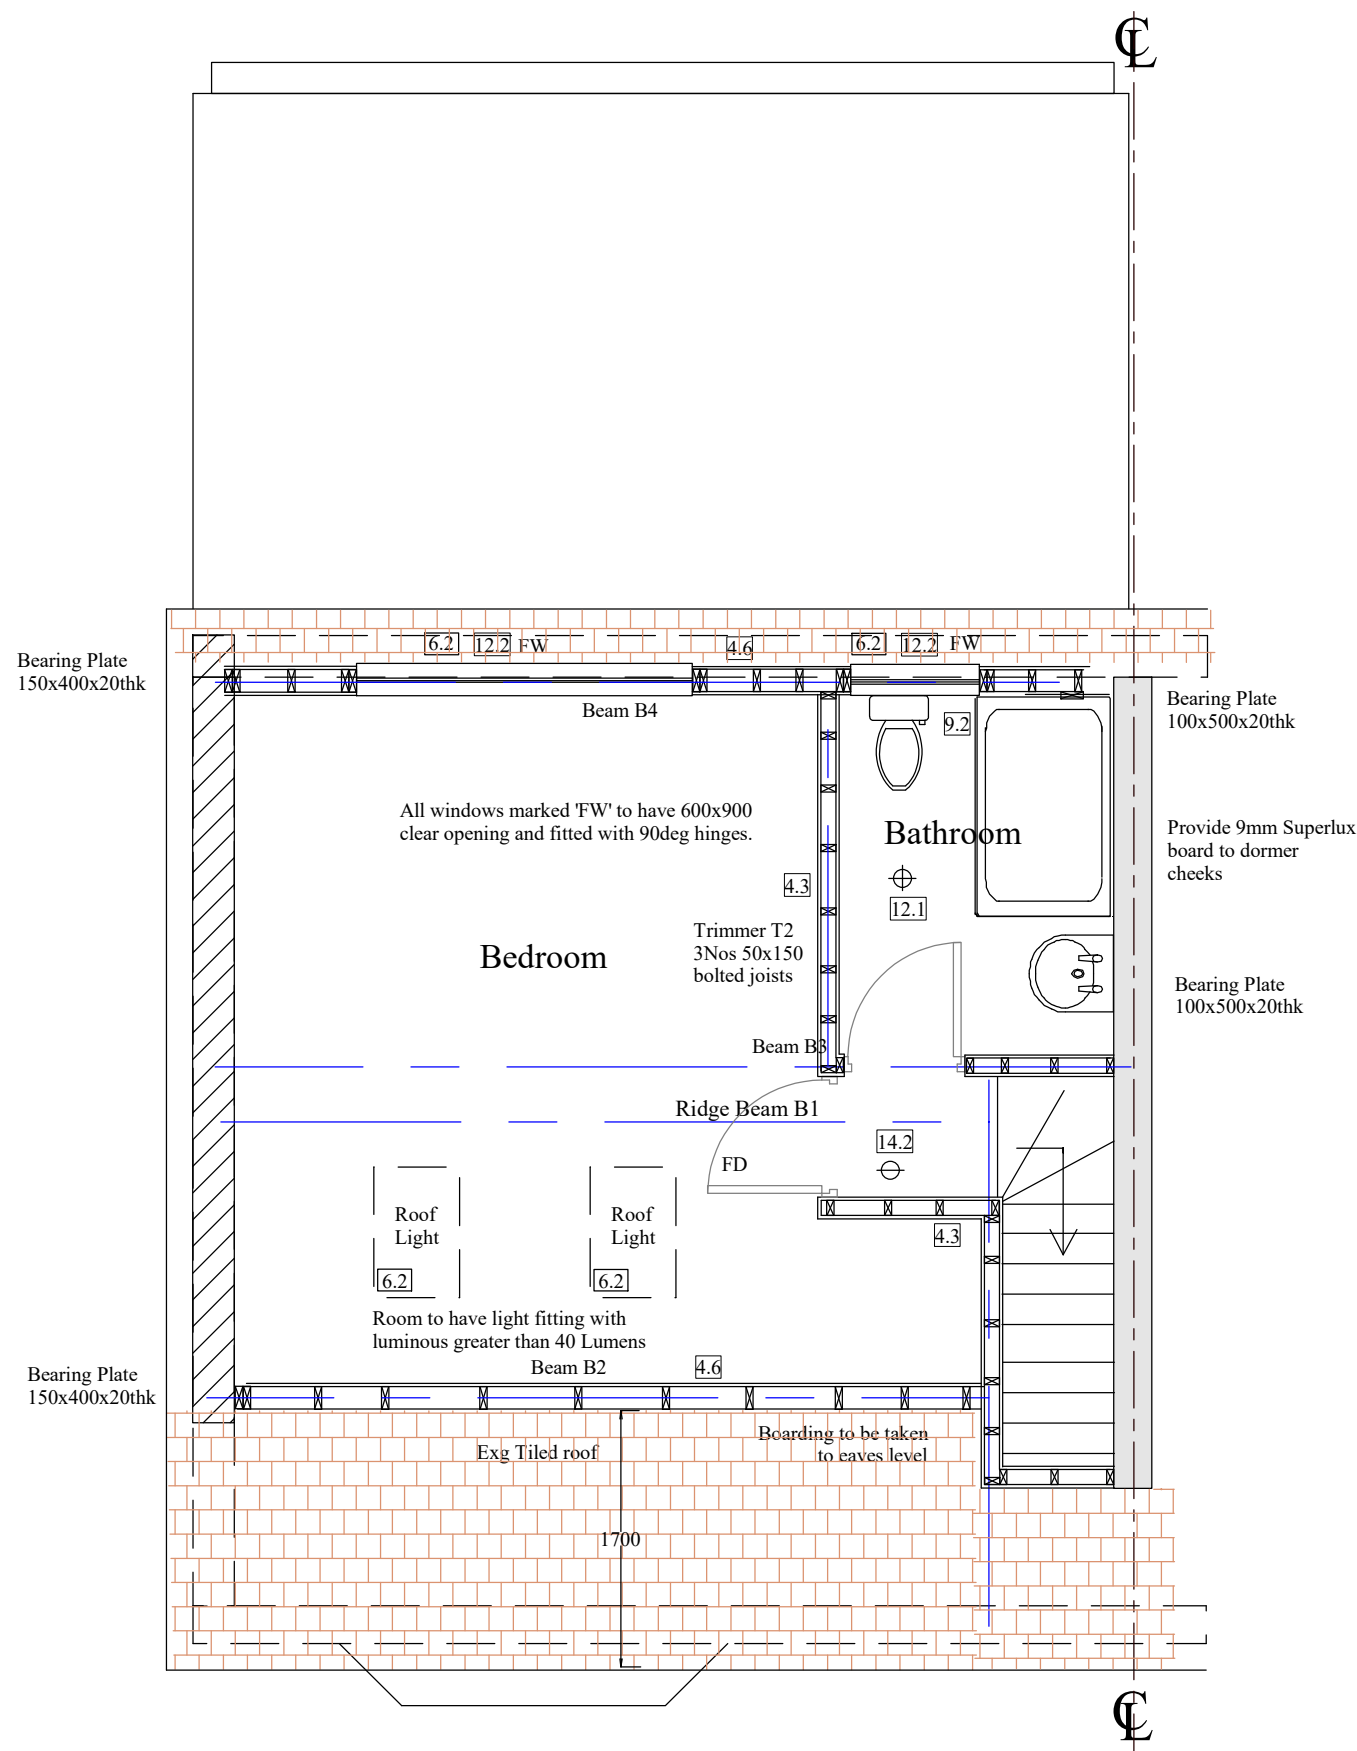 CL
6.2
12.2
FW
4.6
6.2
12.2
FW
Bearing Plate
150x400x20thk
Beam B4
9.2
Bearing Plate
100x500x20thk
All windows marked 'FW' to have 600x900
clear opening and fitted with 90deg hinges.
Bathroom
Provide 9mm Superlux
board to dormer
cheeks
4.3
12.1
Trimmer T2
3Nos 50x150
bolted joists
Bedroom
Bearing Plate
100x500x20thk
Beam B3
Ridge Beam B1
14.2
FD
Roof
Light
6.2
Roof
Light
6.2
4.3
Room to have light fitting with
luminous greater than 40 Lumens
Beam B2
4.6
Bearing Plate
150x400x20thk
Exg Tiled roof
Boarding to be taken
to eaves level
1700
CL